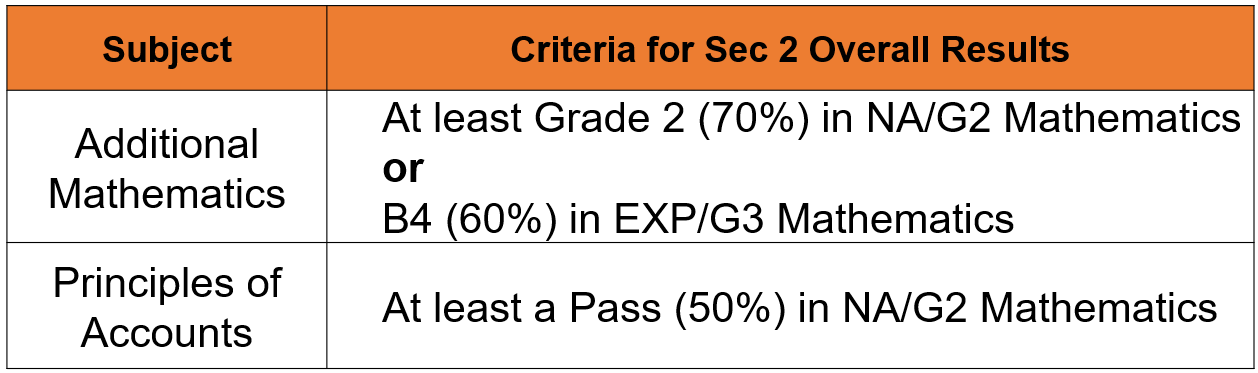 Subject
Criteria for Sec 2 Overall Results
Additional
Mathematics
At least Grade 2 (70%) in NA/G2 Mathematics
or
B4 (60%) in EXP/G3 Mathematics
Principles of
Accounts
At least a Pass (50%) in NA/G2 Mathematics